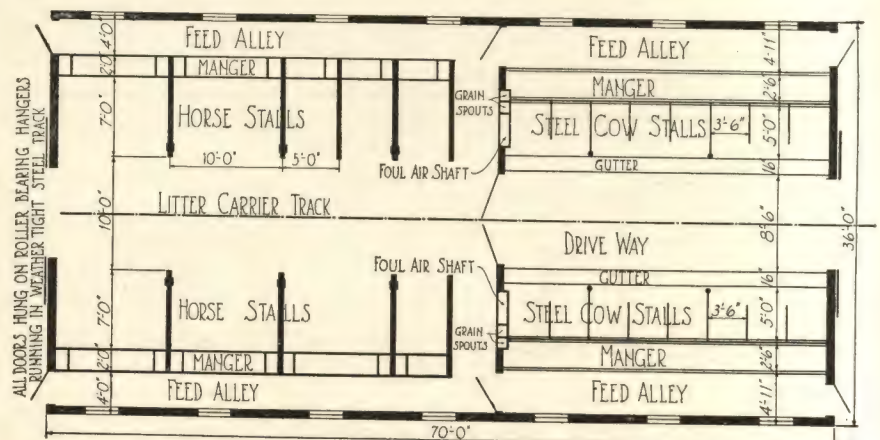 ALL DOORS HUNG ON ROLLER BEARING HANGERS
RUNNING IN WEATHER TIGHT STEEL TRACK
FEED ALLEY
FEED ALLEY
4'-0"
4'-11"
2'-0"
MANGER
MANGER
2'-6"
GRAIN
SPOUTS
7'-0"
HORSE STALLS
STEEL COW STALLS
3'-6"
5'-0"
10'-0"
5'-0"
FOUL AIR SHAFT
GUTTER
16"
10'-0"
LITTER CARRIER TRACK
8'-6"
36'-0"
DRIVE WAY
FOUL AIR SHAFT
GUTTER
16"
7'-0"
HORSE STALLS
STEEL COW STALLS
3'-6"
5'-0"
GRAIN
SPOUTS
2'-0"
MANGER
MANGER
2'-6"
4'-0"
FEED ALLEY
FEED ALLEY
4'-11"
70'-0"